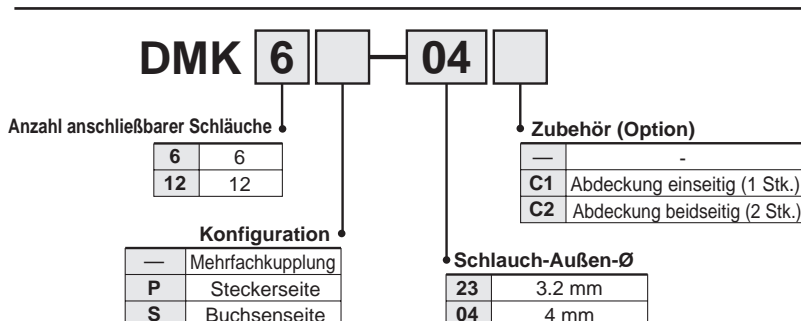 DMK 6 — 04
Anzahl anschließbarer Schläuche
6 6
12 12
Konfiguration
— Mehrfachkupplung
P Steckerseite
S Buchsenseite
Zubehör (Option)
— -
C1 Abdeckung einseitig (1 Stk.)
C2 Abdeckung beidseitig (2 Stk.)
Schlauch-Außen-Ø
23 3.2 mm
04 4 mm